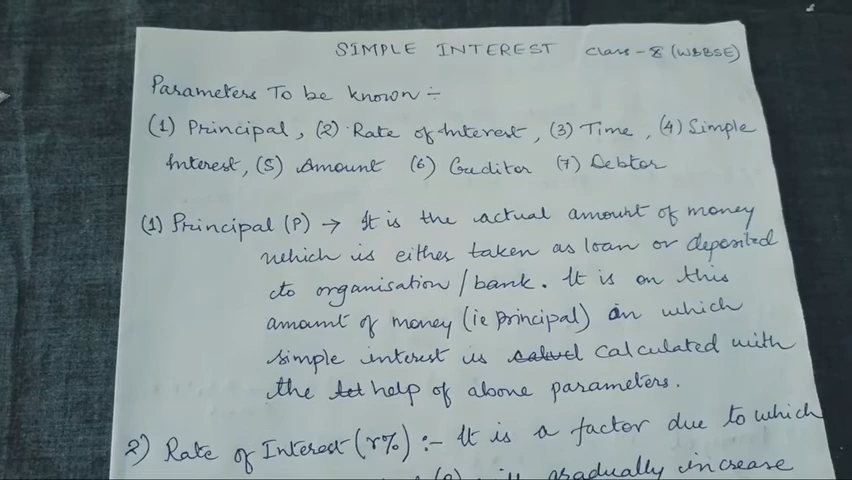 SIMPLE INTEREST Class - 8 (WBBSE)
Parameters To be known :-
(1) Principal, (2) Rate of Interest, (3) Time, (4) Simple
Interest, (5) Amount (6) Creditor (7) Debtor
(1) Principal (P) → It is the actual amount of money
which is either taken as loan or deposited
to organisation/bank. It is on this
amount of money (ie principal) on which
simple interest is calculated with
the help of above parameters.
2) Rate of Interest (r%) :- It is a factor due to which
(P) will gradually increase